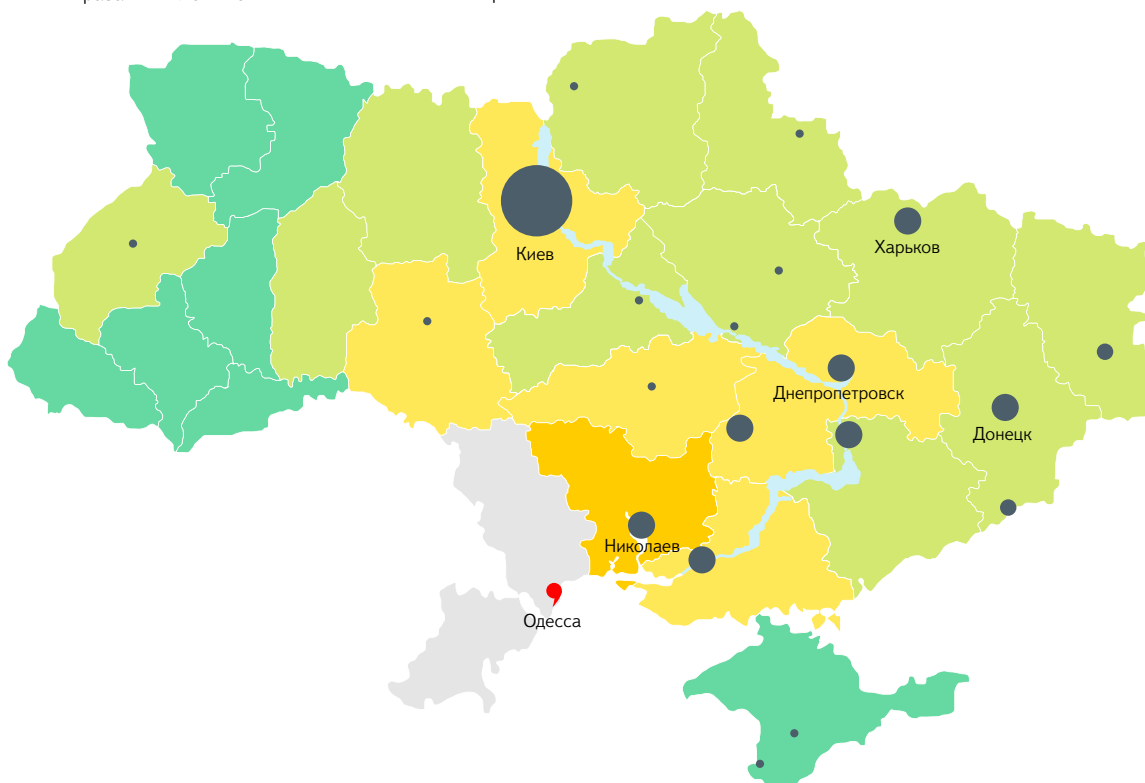 Киев
Харьков
Днепропетровск
Донецк
Николаев
Одесса